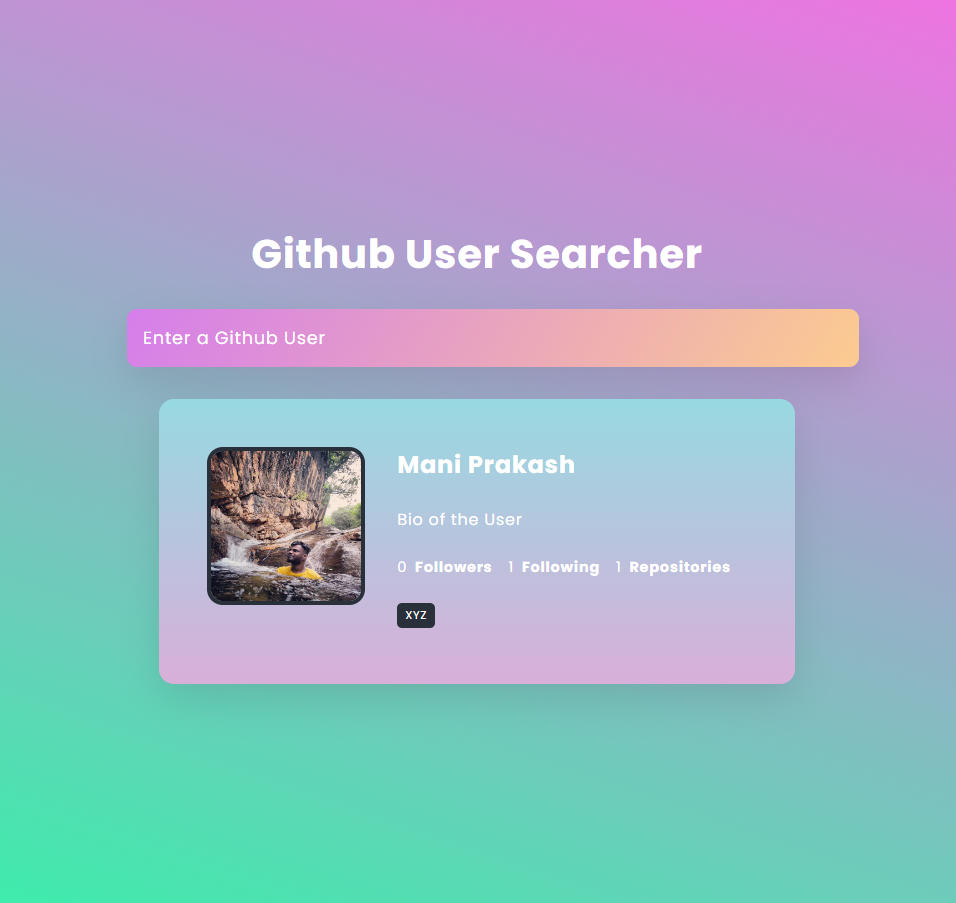 Github User Searcher
Enter a Github User
Mani Prakash
Bio of the User
0 Followers 1 Following 1 Repositories
XYZ